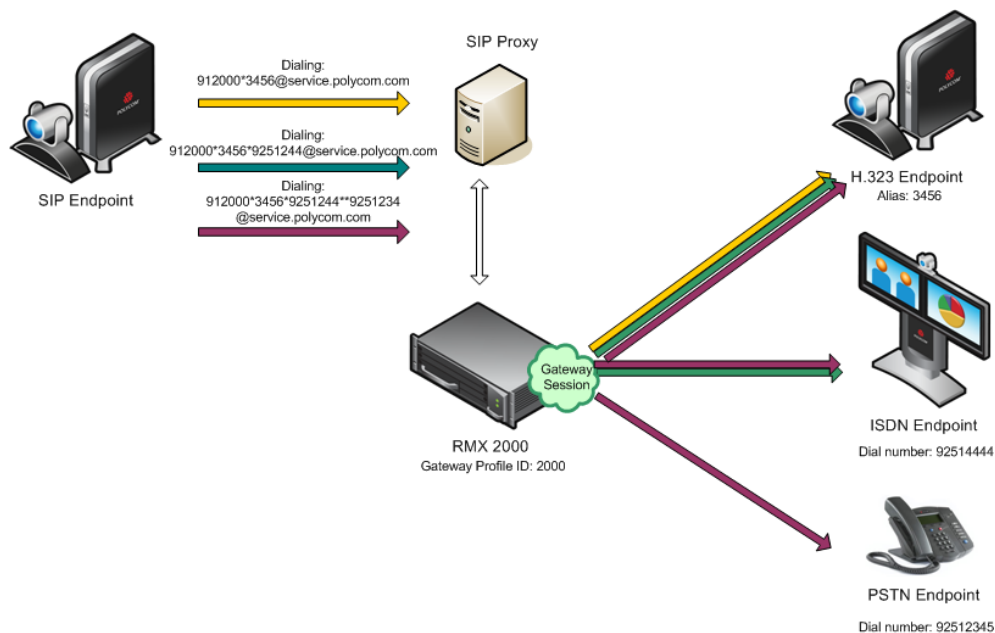 SIP Proxy
Dialing:
912000*3456@service.polycom.com
Dialing:
912000*3456*9251244@service.polycom.com
Dialing:
912000*3456*9251244**9251234
@service.polycom.com
SIP Endpoint
POLYCOM
POLYCOM
H.323 Endpoint
Alias: 3456
Gateway
Session
RMX 2000
Gateway Profile ID: 2000
ISDN Endpoint
Dial number: 92514444
PSTN Endpoint
Dial number: 92512345